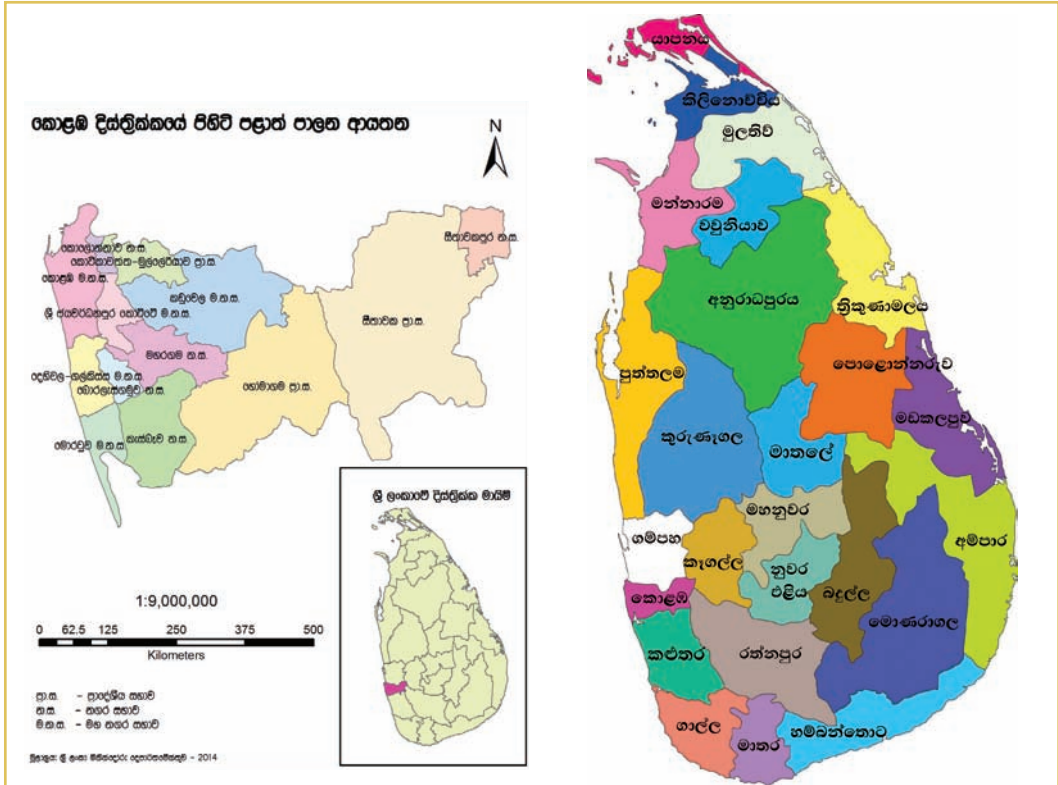 කොළඹ දිස්ත්‍රික්කයේ පිහිටි පළාත් පාලන ආයතන
N
කොලොන්නාව න.ස.
කොටිකාවත්ත-මුල්ලේරියාව ප්‍රා.ස.
කොළඹ ම.න.ස.
කඩුවෙල ම.න.ස.
ශ්‍රී ජයවර්ධනපුර කෝට්ටේ ම.න.ස.
මහරගම න.ස.
දෙහිවල-ගල්කිස්ස ම.න.ස.
බොරලැස්ගමුව න.ස.
මොරටුව ම.න.ස.
කැස්බෑව න.ස.
හෝමාගම ප්‍රා.ස.
සීතාවක ප්‍රා.ස.
සීතාවකපුර න.ස.
1:9,000,000
0 62.5 125 250 375 500
Kilometers
ප්‍රා.ස. - ප්‍රාදේශීය සභාව
න.ස. - නගර සභාව
ම.න.ස. - මහ නගර සභාව
මූලාශ්‍රය: ශ්‍රී ලංකා මිනින්දෝරු දෙපාර්තමේන්තුව - 2014
ශ්‍රී ලංකාවේ දිස්ත්‍රික්ක මායිම්
යාපනය
කිලිනොච්චිය
මුලතිව්
මන්නාරම
වවුනියාව
අනුරාධපුරය
ත්‍රිකුණාමලය
පුත්තලම
පොළොන්නරුව
මඩකලපුව
කුරුණෑගල
මාතලේ
මහනුවර
ගම්පහ
කෑගල්ල
නුවර
එළිය
බදුල්ල
අම්පාර
කොළඹ
මොණරාගල
කළුතර
රත්නපුර
ගාල්ල
මාතර
හම්බන්තොට